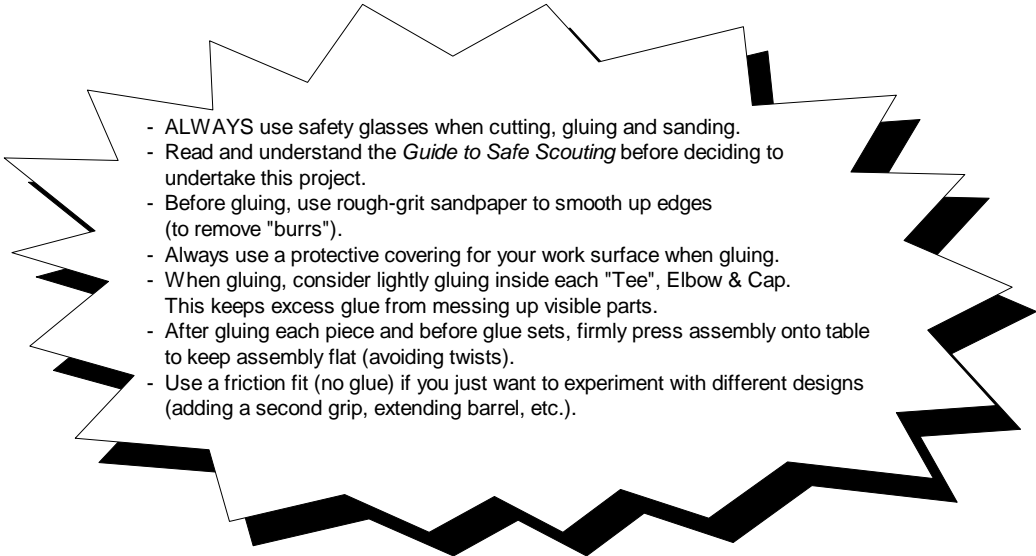 - ALWAYS use safety glasses when cutting, gluing and sanding.
- Read and understand the Guide to Safe Scouting before deciding to
undertake this project.
- Before gluing, use rough-grit sandpaper to smooth up edges
(to remove "burrs").
- Always use a protective covering for your work surface when gluing.
- When gluing, consider lightly gluing inside each "Tee", Elbow & Cap.
This keeps excess glue from messing up visible parts.
- After gluing each piece and before glue sets, firmly press assembly onto table
to keep assembly flat (avoiding twists).
- Use a friction fit (no glue) if you just want to experiment with different designs
(adding a second grip, extending barrel, etc.).